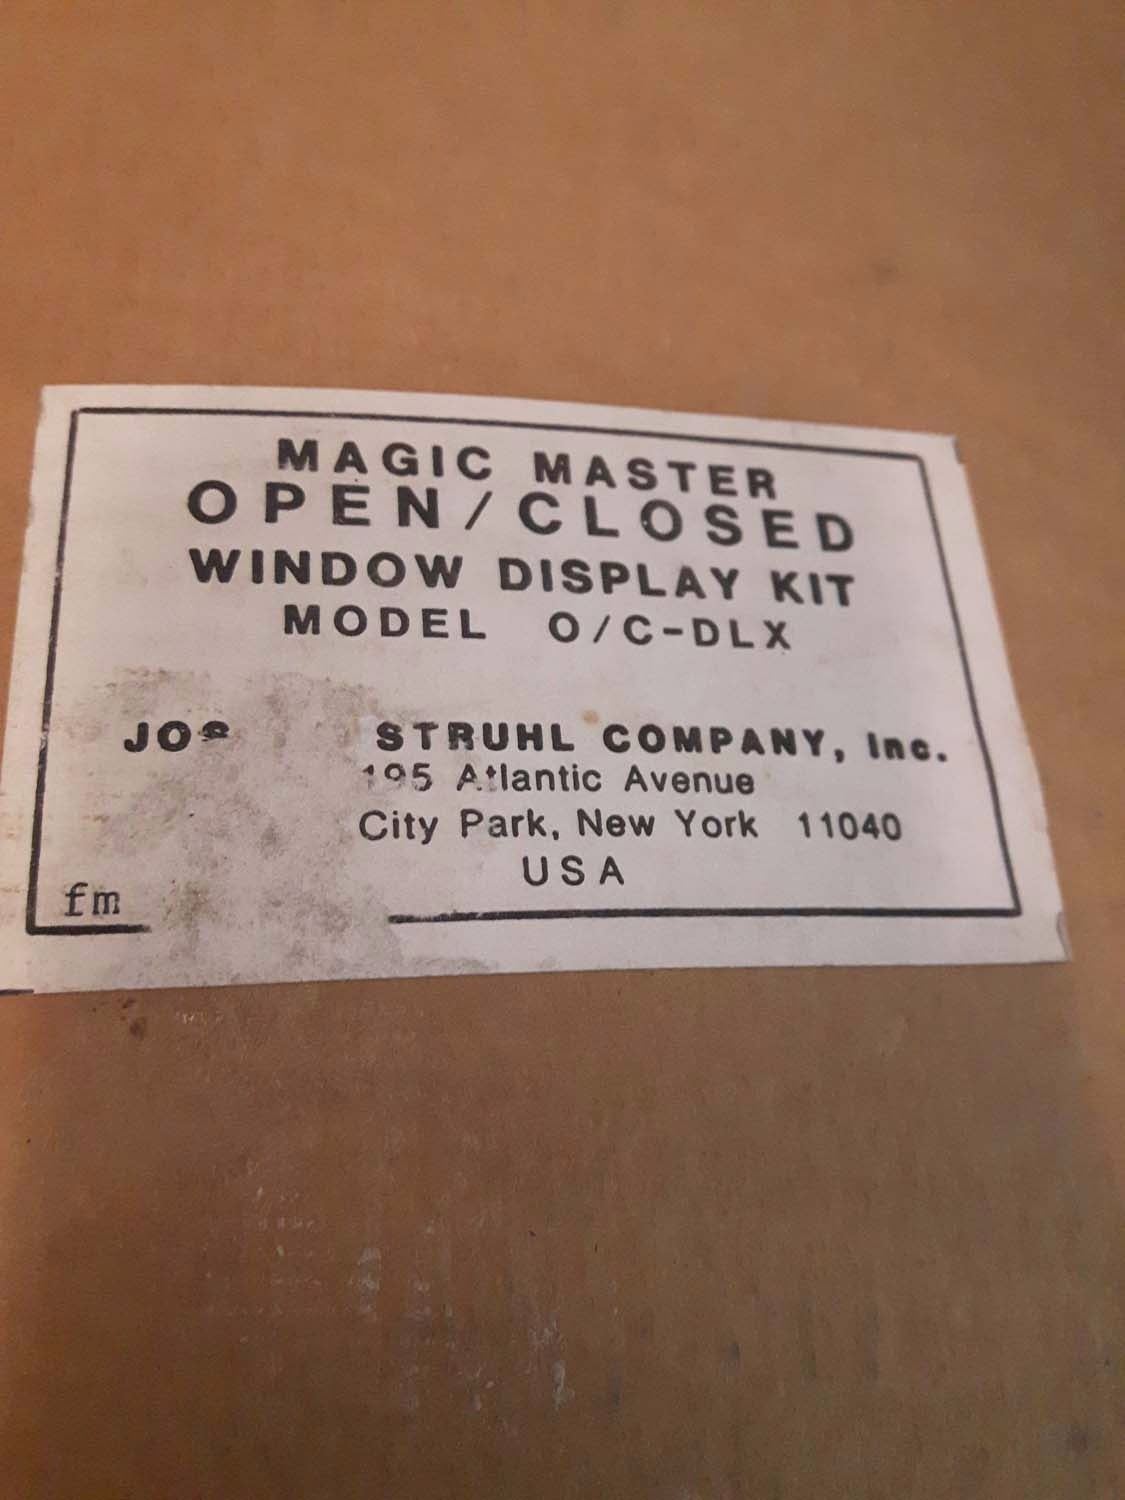 MAGIC MASTER
OPEN/CLOSED
WINDOW DISPLAY KIT
MODEL O/C-DLX
STRUHL COMPANY, Inc.
Atlantic Avenue
City Park, New York 11040
USA
fm